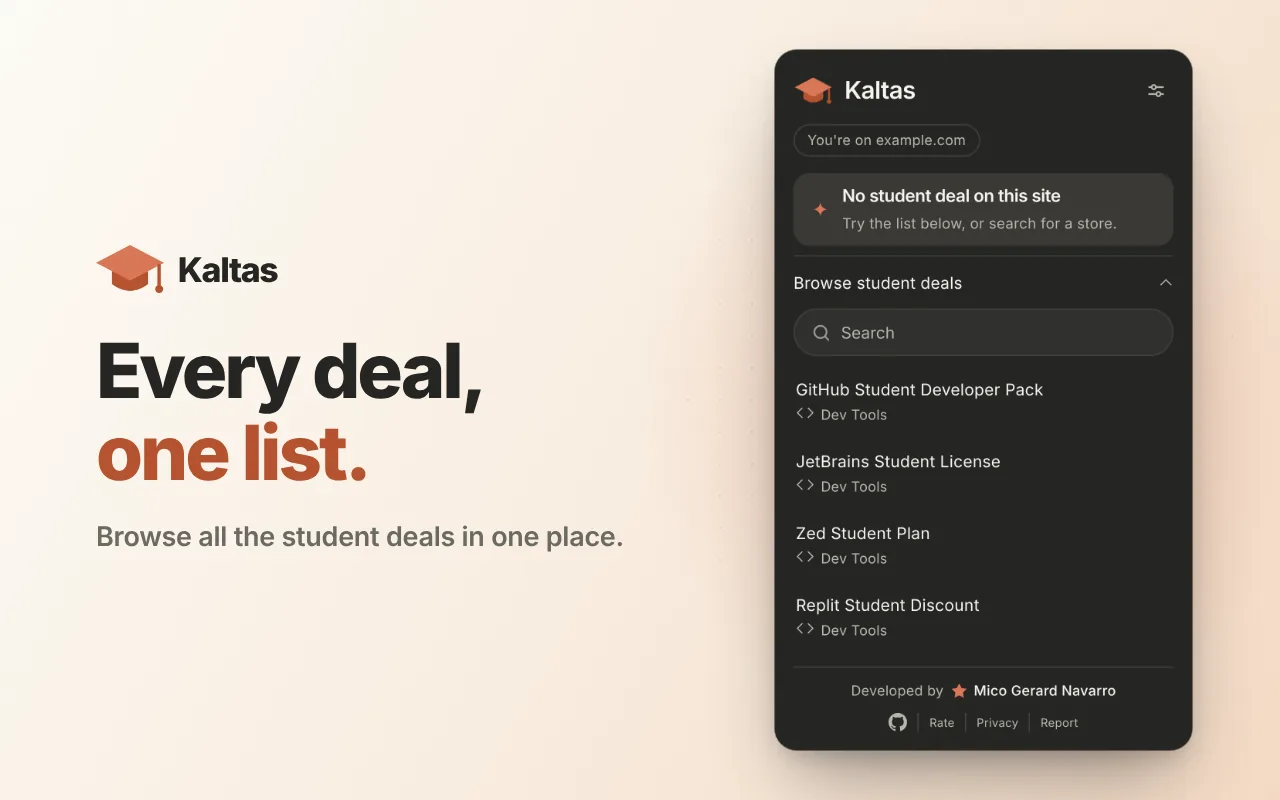 Kaltas
Every deal,
one list.
Browse all the student deals in one place.
Kaltas
You're on example.com
No student deal on this site
Try the list below, or search for a store.
Browse student deals
Search
GitHub Student Developer Pack
Dev Tools
JetBrains Student License
Dev Tools
Zed Student Plan
Dev Tools
Replit Student Discount
Dev Tools
Developed by Mico Gerard Navarro
Rate Privacy Report